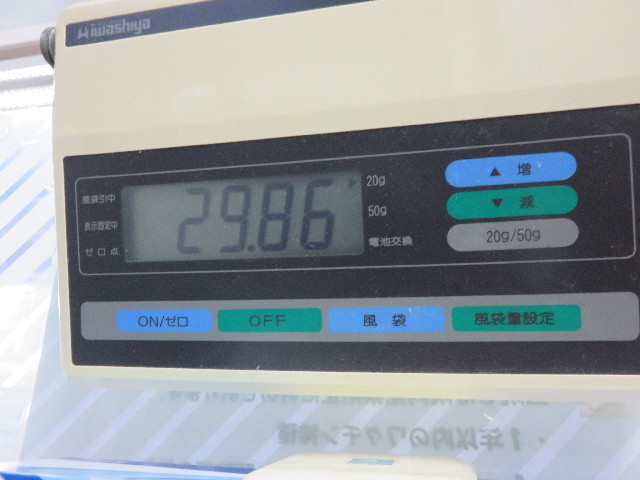 iwashiya
風袋引中
表示固定中
ゼロ点
29.86
20g
50g
電池交換
▲ 増
▼ 減
20g/50g
ON/ゼロ
OFF
風 袋
風袋量設定
・1年以内のワクチン接種